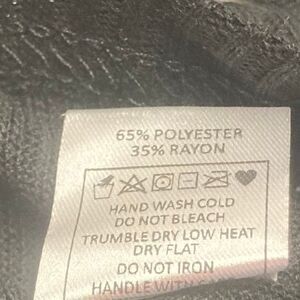 65% POLYESTER
35% RAYON
HAND WASH COLD
DO NOT BLEACH
TRUMBLE DRY LOW HEAT
DRY FLAT
DO NOT IRON
HANDLE WITH